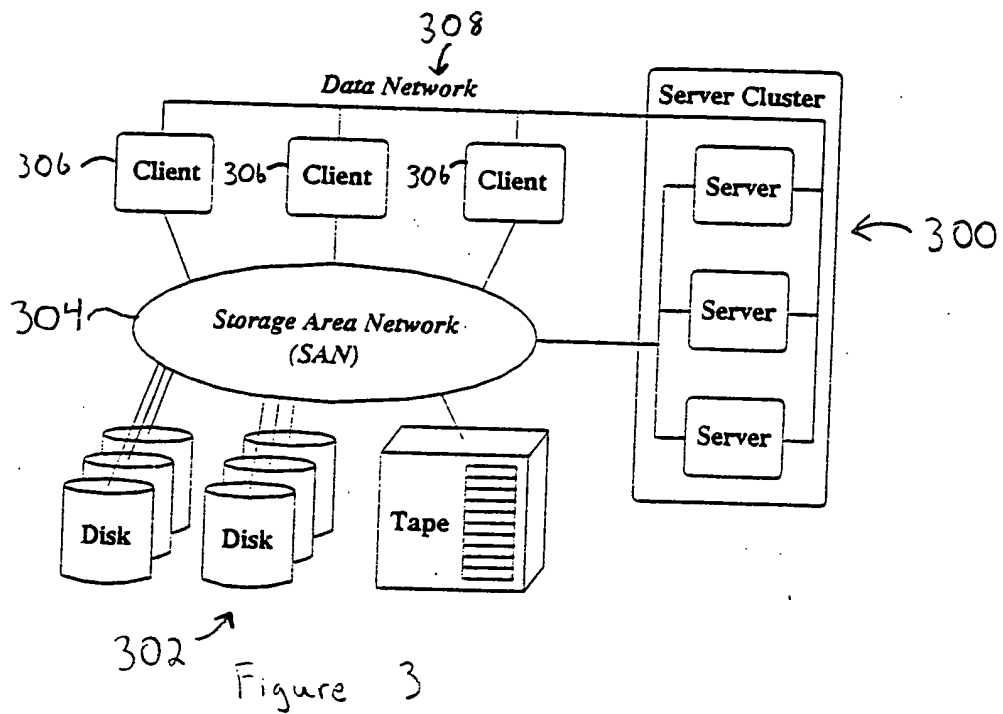 308
Data Network
Server Cluster
306
Client
306
Client
306
Client
Server
300
304
Storage Area Network
(SAN)
Server
Server
Disk
Disk
Tape
302
Figure 3